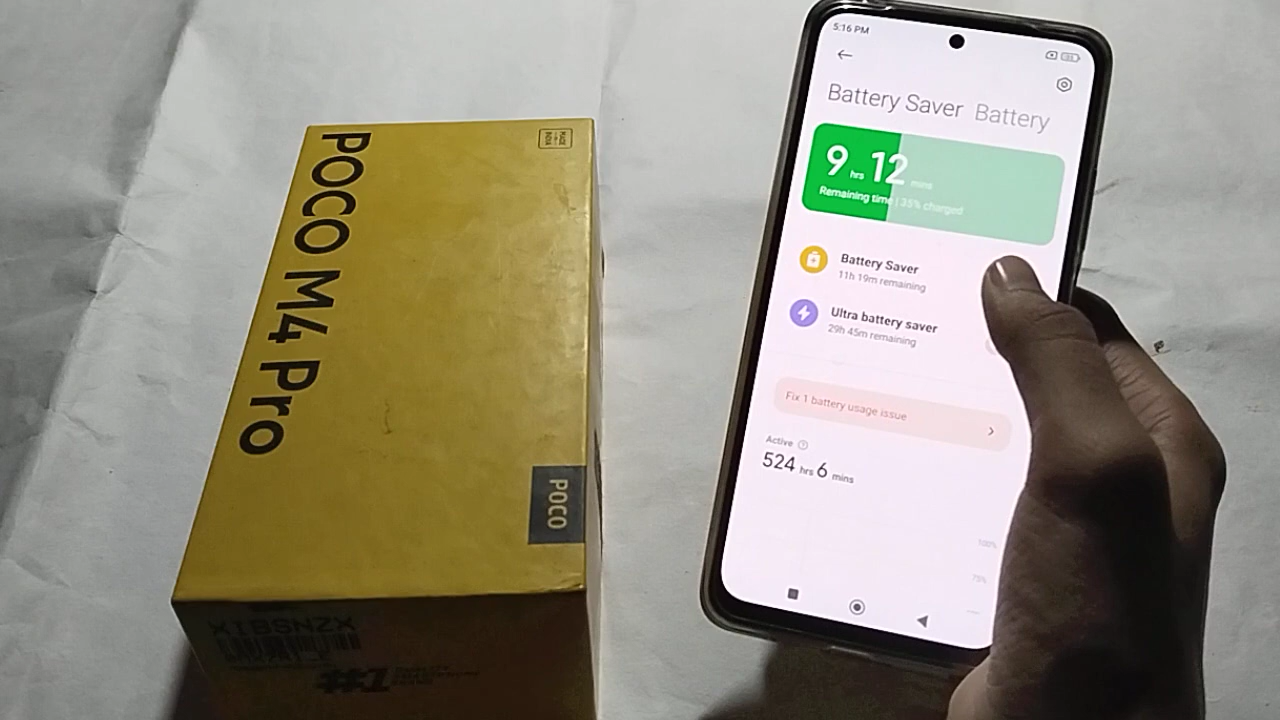 POCO M4 Pro
POCO
XIBSNZX
5:16 PM
Battery Saver Battery
9 hrs 12 mins
Remaining time | 35% charged
Battery Saver
11h 19m remaining
Ultra battery saver
29h 45m remaining
Fix 1 battery usage issue
Active
524 hrs 6 mins
100%
75%